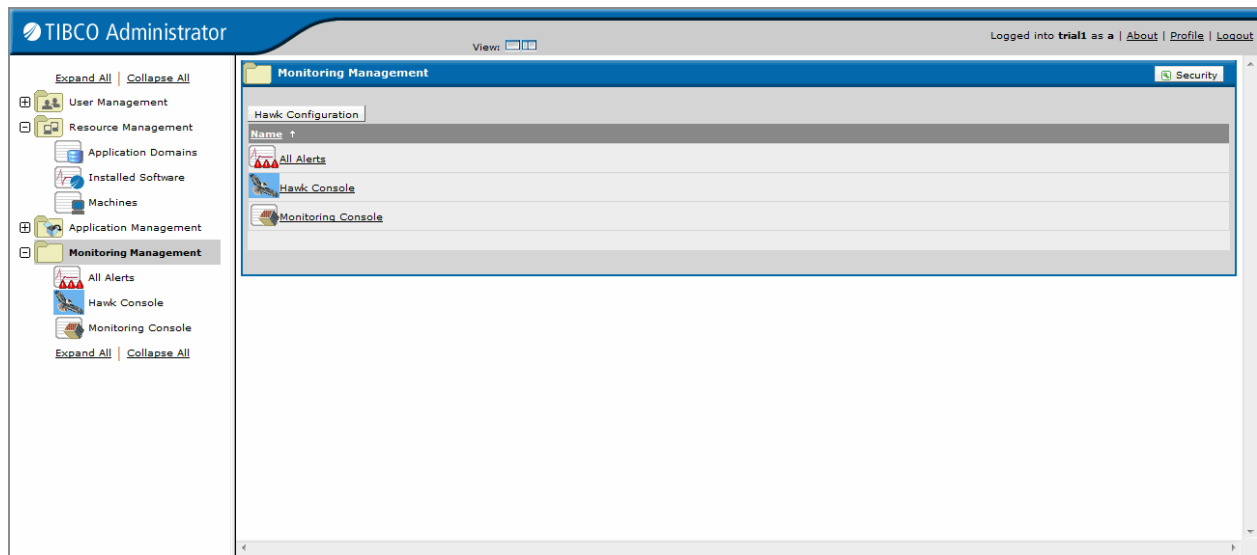 TIBCO Administrator
View:
Logged into trial1 as a | About | Profile | Logout
Expand All | Collapse All
User Management
Resource Management
Application Domains
Installed Software
Machines
Application Management
Monitoring Management
All Alerts
Hawk Console
Monitoring Console
Expand All | Collapse All
Monitoring Management
Security
Hawk Configuration
Name ↑
All Alerts
Hawk Console
Monitoring Console